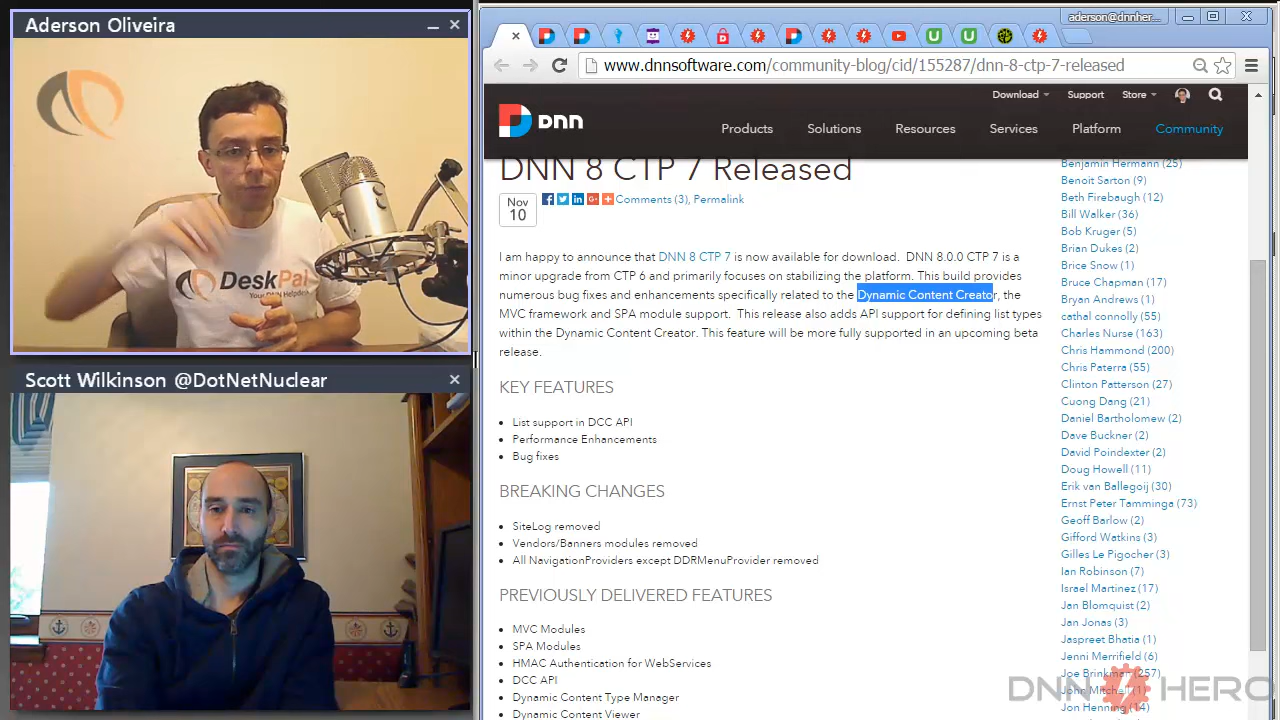 Aderson Oliveira
DeskPal
Your DNN Helpdesk
Scott Wilkinson @DotNetNuclear
aderson@dnnher...
www.dnnsoftware.com/community-blog/cid/155287/dnn-8-ctp-7-released
Download
Support
Store
dnn
Products
Solutions
Resources
Services
Platform
Community
DNN 8 CTP 7 Released
Nov
10
Comments (3), Permalink
I am happy to announce that DNN 8 CTP 7 is now available for download. DNN 8.0.0 CTP 7 is a
minor upgrade from CTP 6 and primarily focuses on stabilizing the platform. This build provides
numerous bug fixes and enhancements specifically related to the Dynamic Content Creator, the
MVC framework and SPA module support. This release also adds API support for defining list types
within the Dynamic Content Creator. This feature will be more fully supported in an upcoming beta
release.
KEY FEATURES
List support in DCC API
Performance Enhancements
Bug fixes
BREAKING CHANGES
SiteLog removed
Vendors/Banners modules removed
All NavigationProviders except DDRMenuProvider removed
PREVIOUSLY DELIVERED FEATURES
MVC Modules
SPA Modules
HMAC Authentication for WebServices
DCC API
Dynamic Content Type Manager
Dynamic Content Viewer
Benjamin Hermann (25)
Benoit Sarton (9)
Beth Firebaugh (12)
Bill Walker (36)
Bob Kruger (5)
Brian Dukes (2)
Brice Snow (1)
Bruce Chapman (17)
Bryan Andrews (1)
cathal connolly (55)
Charles Nurse (163)
Chris Hammond (200)
Chris Paterra (55)
Clinton Patterson (27)
Cuong Dang (21)
Daniel Bartholomew (2)
Dave Buckner (2)
David Poindexter (2)
Doug Howell (11)
Erik van Ballegoij (30)
Ernst Peter Tamminga (73)
Geoff Barlow (2)
Gifford Watkins (3)
Gilles Le Pigocher (3)
Ian Robinson (7)
Israel Martinez (17)
Jan Blomquist (2)
Jan Jonas (3)
Jaspreet Bhatia (1)
Jenni Merrifield (6)
Joe Brinkman (257)
John Mitchell (1)
Jon Henning (14)
DNN HERO